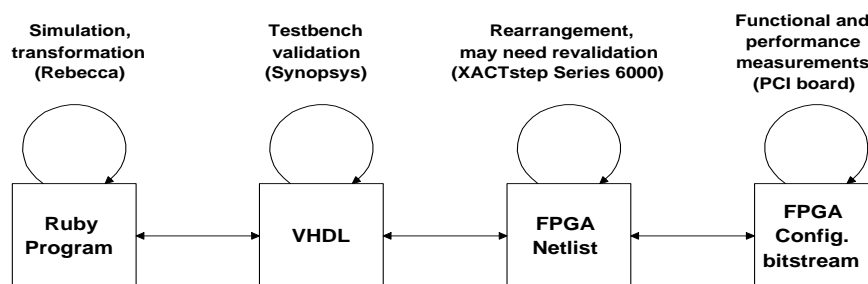 Simulation,
transformation
(Rebecca)
Testbench
validation
(Synopsys)
Rearrangement,
may need revalidation
(XACTstep Series 6000)
Functional and
performance
measurements
(PCI board)
Ruby
Program
VHDL
FPGA
Netlist
FPGA
Config.
bitstream